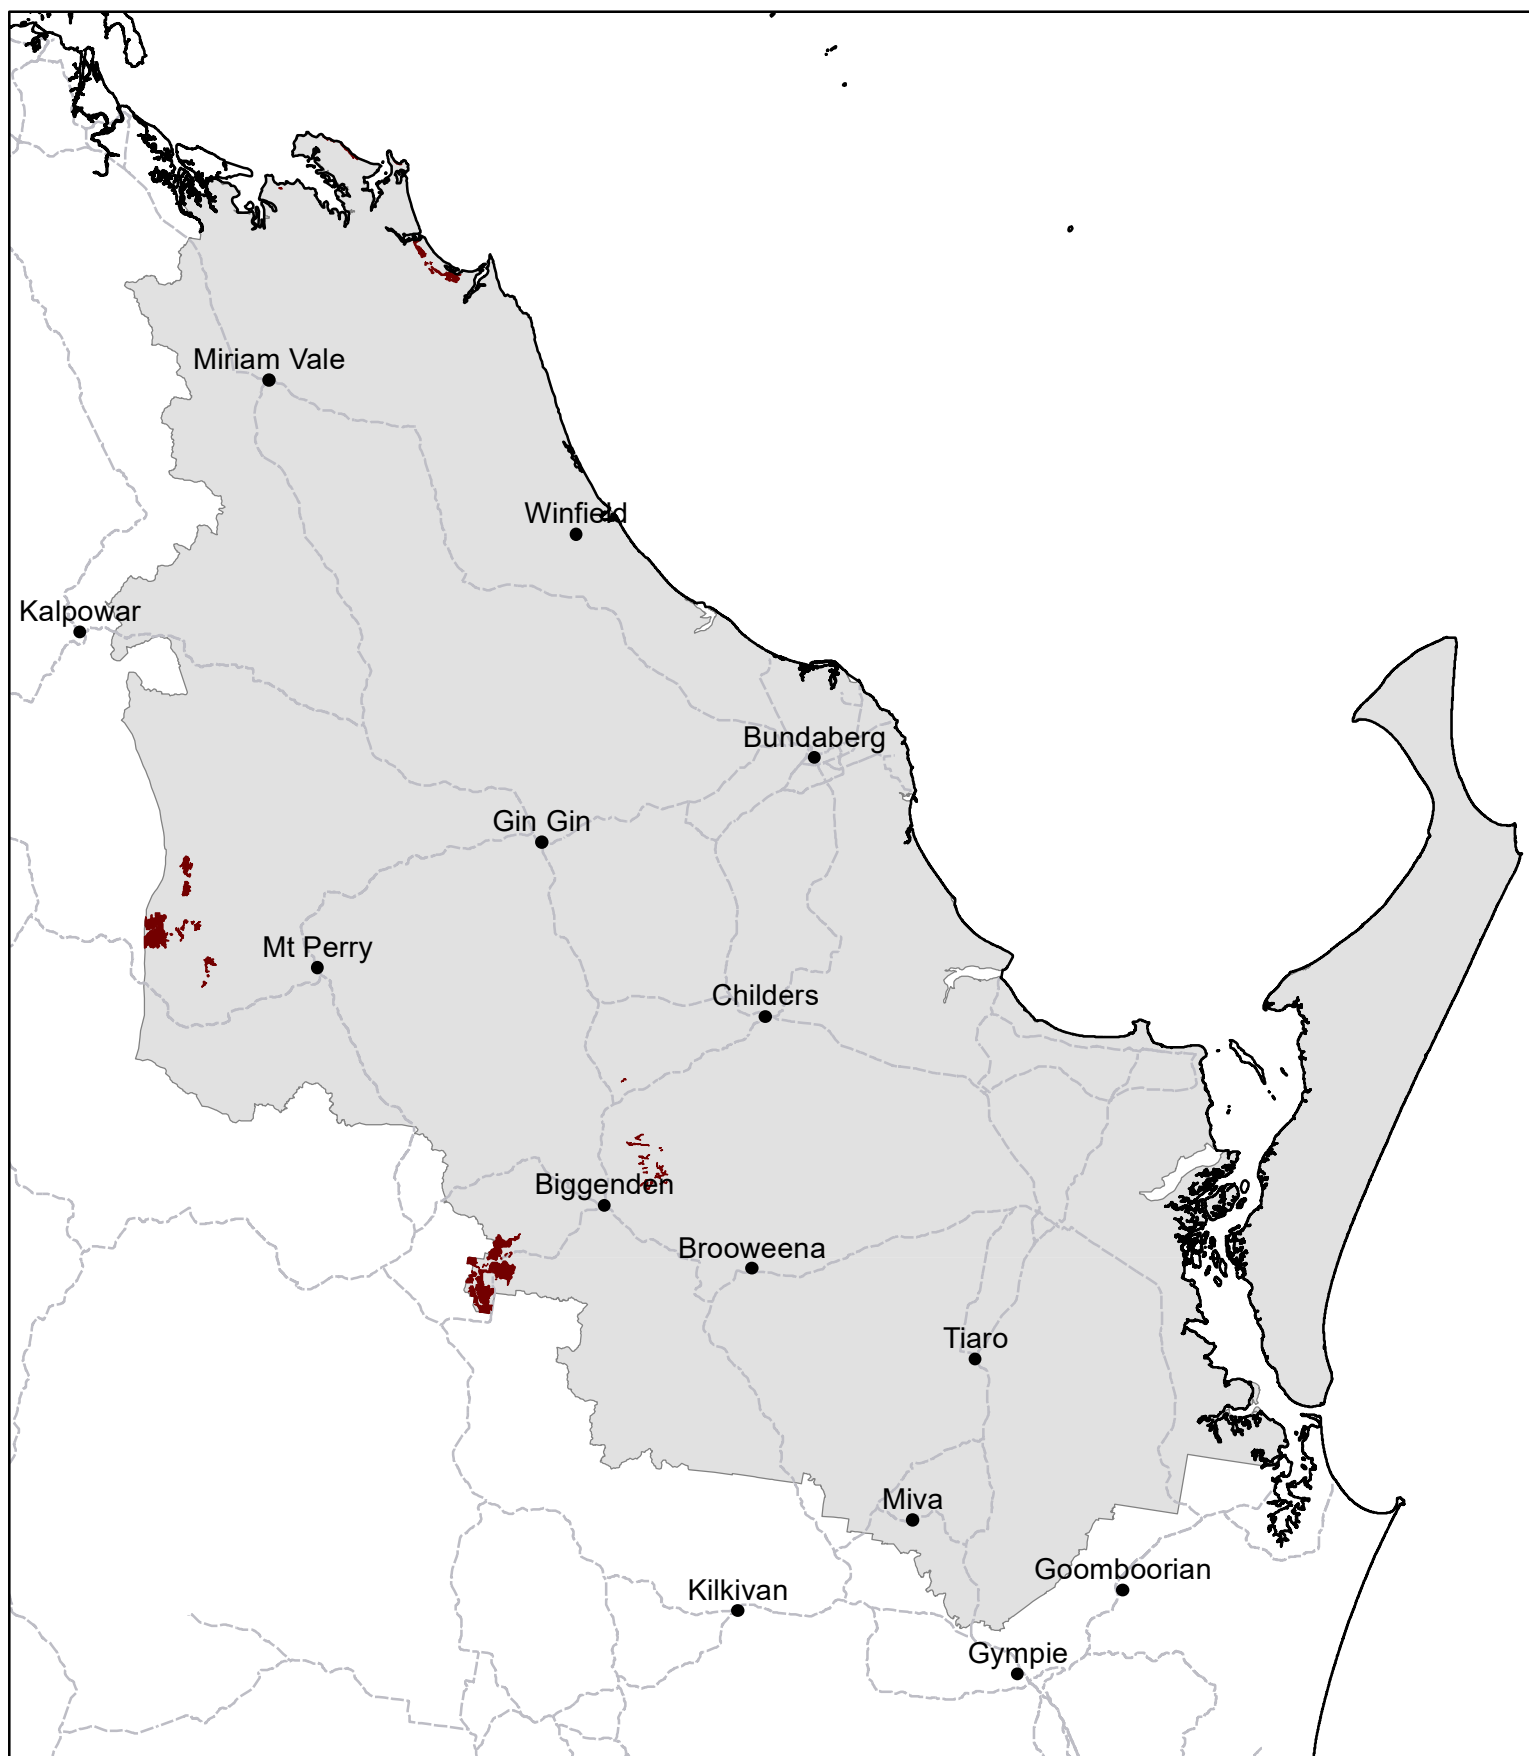 Miriam Vale
Winfield
Kalpowar
Bundaberg
Gin Gin
Mt Perry
Childers
Biggenden
Brooweena
Tiaro
Miva
Goomboorian
Kilkivan
Gympie